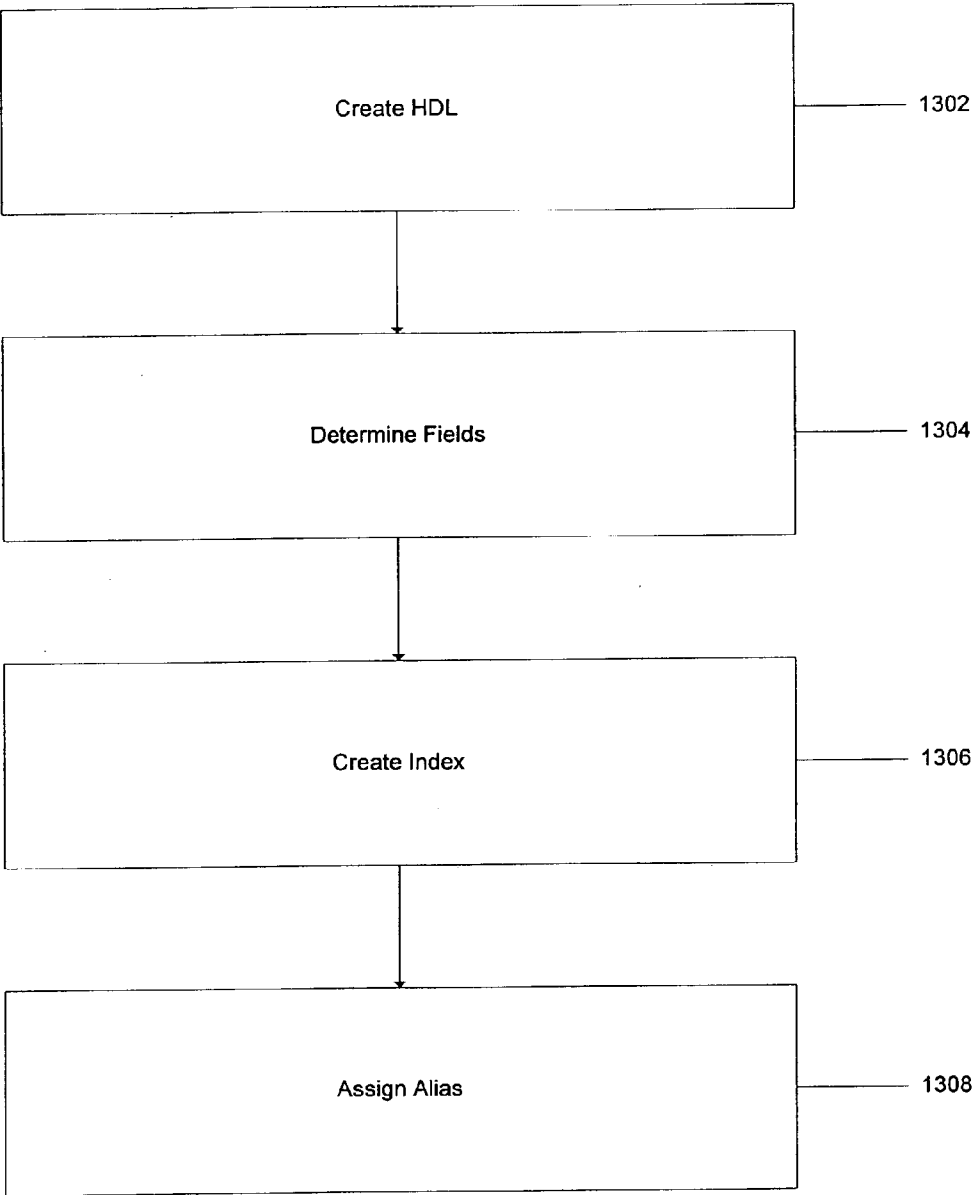 Create HDL
1302
Determine Fields
1304
Create Index
1306
Assign Alias
1308